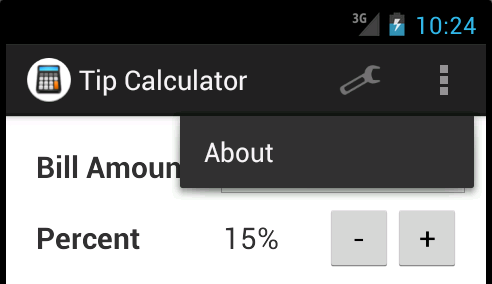 3G 10:24
Tip Calculator
About
Bill Amoun
Percent 15% - +